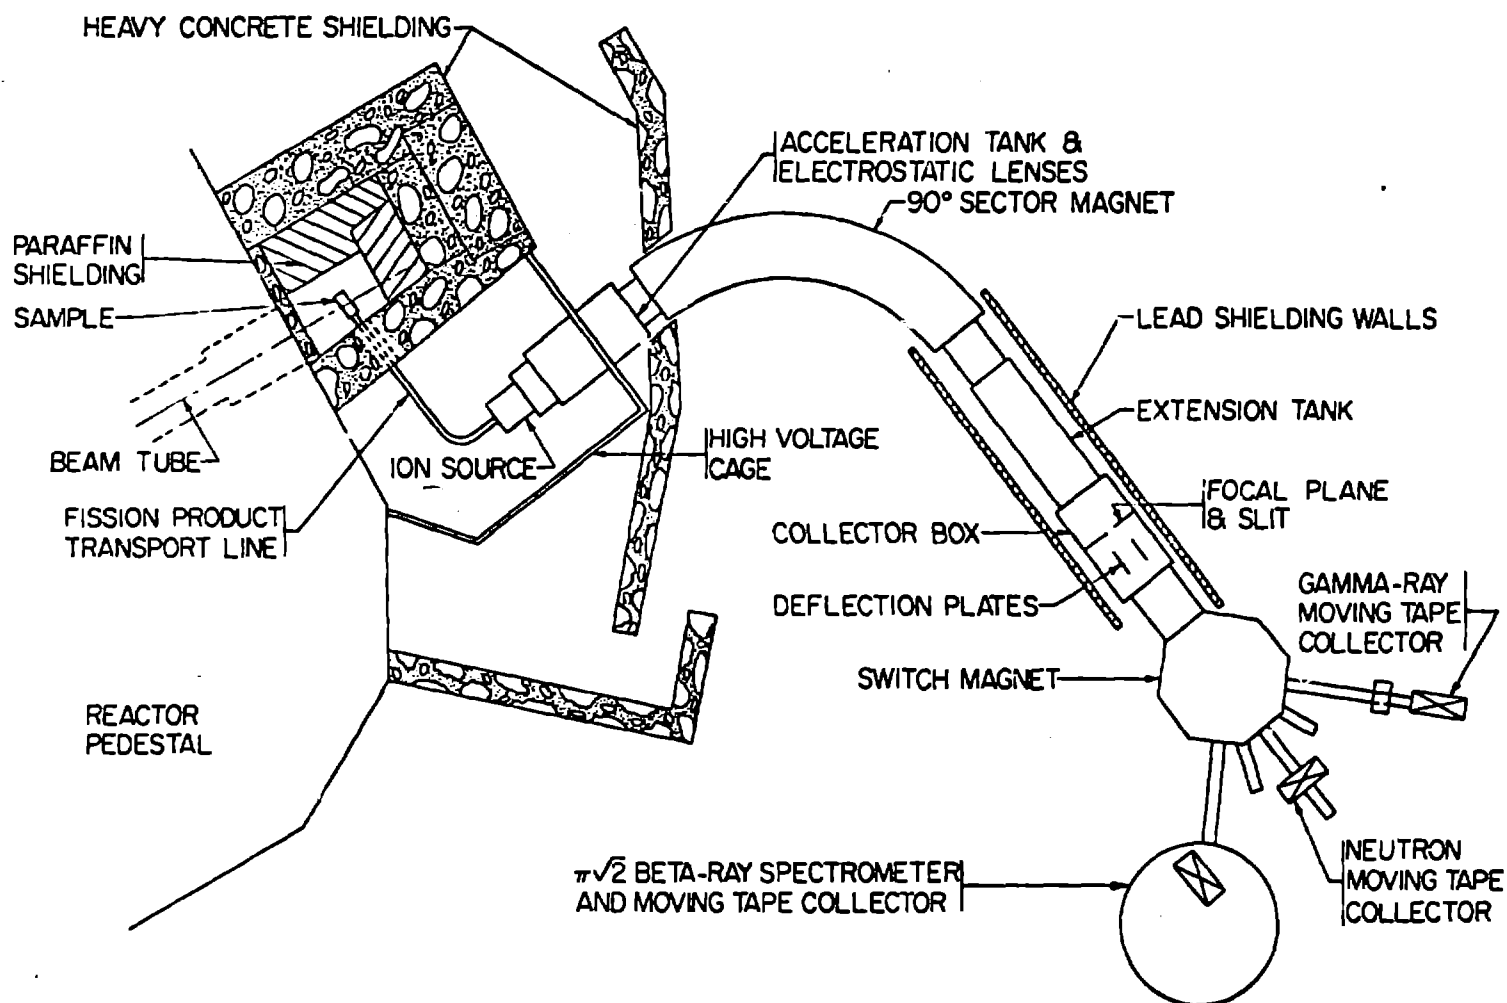 HEAVY CONCRETE SHIELDING
ACCELERATION TANK &
ELECTROSTATIC LENSES
90° SECTOR MAGNET
PARAFFIN
SHIELDING
SAMPLE
LEAD SHIELDING WALLS
EXTENSION TANK
BEAM TUBE
ION SOURCE
HIGH VOLTAGE
CAGE
FISSION PRODUCT
TRANSPORT LINE
FOCAL PLANE
& SLIT
COLLECTOR BOX
DEFLECTION PLATES
GAMMA-RAY
MOVING TAPE
COLLECTOR
SWITCH MAGNET
REACTOR
PEDESTAL
π√2 BETA-RAY SPECTROMETER
AND MOVING TAPE COLLECTOR
NEUTRON
MOVING TAPE
COLLECTOR